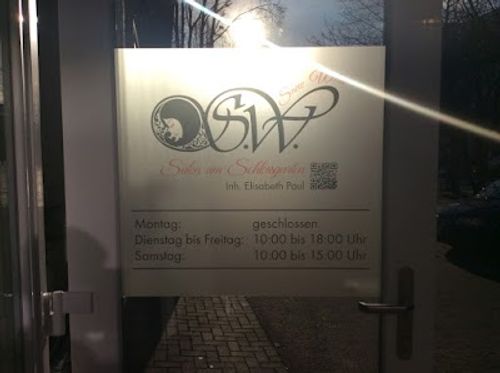 S.W.
Salon am Schlossgarten
Inh. Elisabeth Paul
Montag: geschlossen
Dienstag bis Freitag: 10:00 bis 18:00 Uhr
Samstag: 10:00 bis 15:00 Uhr